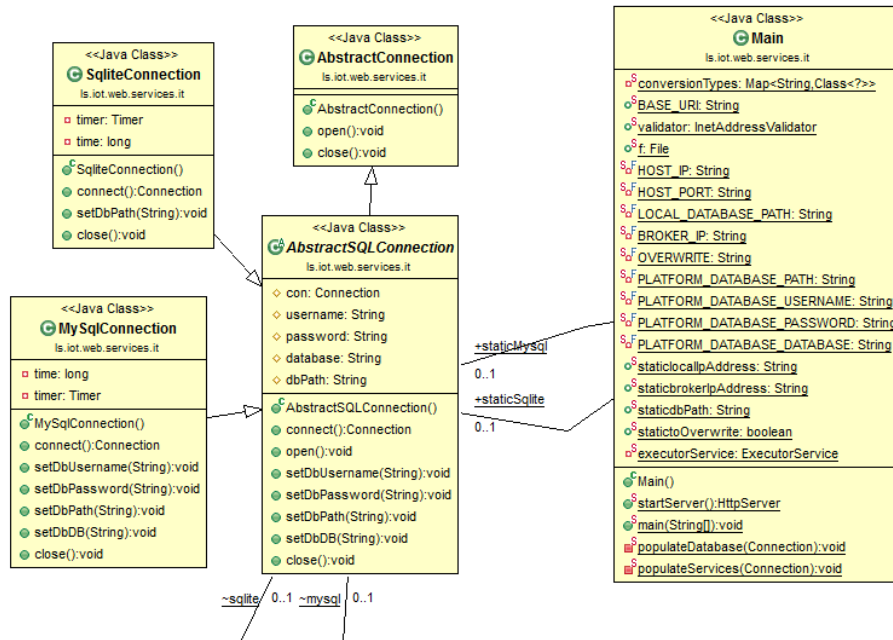 <<Java Class>>
SqliteConnection
ls.iot.web.services.it
timer: Timer
time: long
SqliteConnection()
connect():Connection
setDbPath(String):void
close():void
<<Java Class>>
AbstractConnection
ls.iot.web.services.it
AbstractConnection()
open():void
close():void
<<Java Class>>
Main
ls.iot.web.services.it
conversionTypes: Map<String,Class<?>>
BASE_URI: String
validator: InetAddressValidator
f: File
HOST_IP: String
HOST_PORT: String
LOCAL_DATABASE_PATH: String
BROKER_IP: String
OVERWRITE: String
PLATFORM_DATABASE_PATH: String
PLATFORM_DATABASE_USERNAME: String
PLATFORM_DATABASE_PASSWORD: String
PLATFORM_DATABASE_DATABASE: String
staticlocalIpAddress: String
staticbrokerIpAddress: String
staticdbPath: String
statictoOverwrite: boolean
executorService: ExecutorService
Main()
startServer():HttpServer
main(String[]):void
populateDatabase(Connection):void
populateServices(Connection):void
<<Java Class>>
AbstractSQLConnection
ls.iot.web.services.it
con: Connection
username: String
password: String
database: String
dbPath: String
AbstractSQLConnection()
connect():Connection
open():void
setDbUsername(String):void
setDbPassword(String):void
setDbPath(String):void
setDbDB(String):void
close():void
<<Java Class>>
MySqlConnection
ls.iot.web.services.it
time: long
timer: Timer
MySqlConnection()
connect():Connection
setDbUsername(String):void
setDbPassword(String):void
setDbPath(String):void
setDbDB(String):void
close():void
+staticMysql
0..1
+staticSqlite
0..1
~sqlite 0..1 ~mysql 0..1